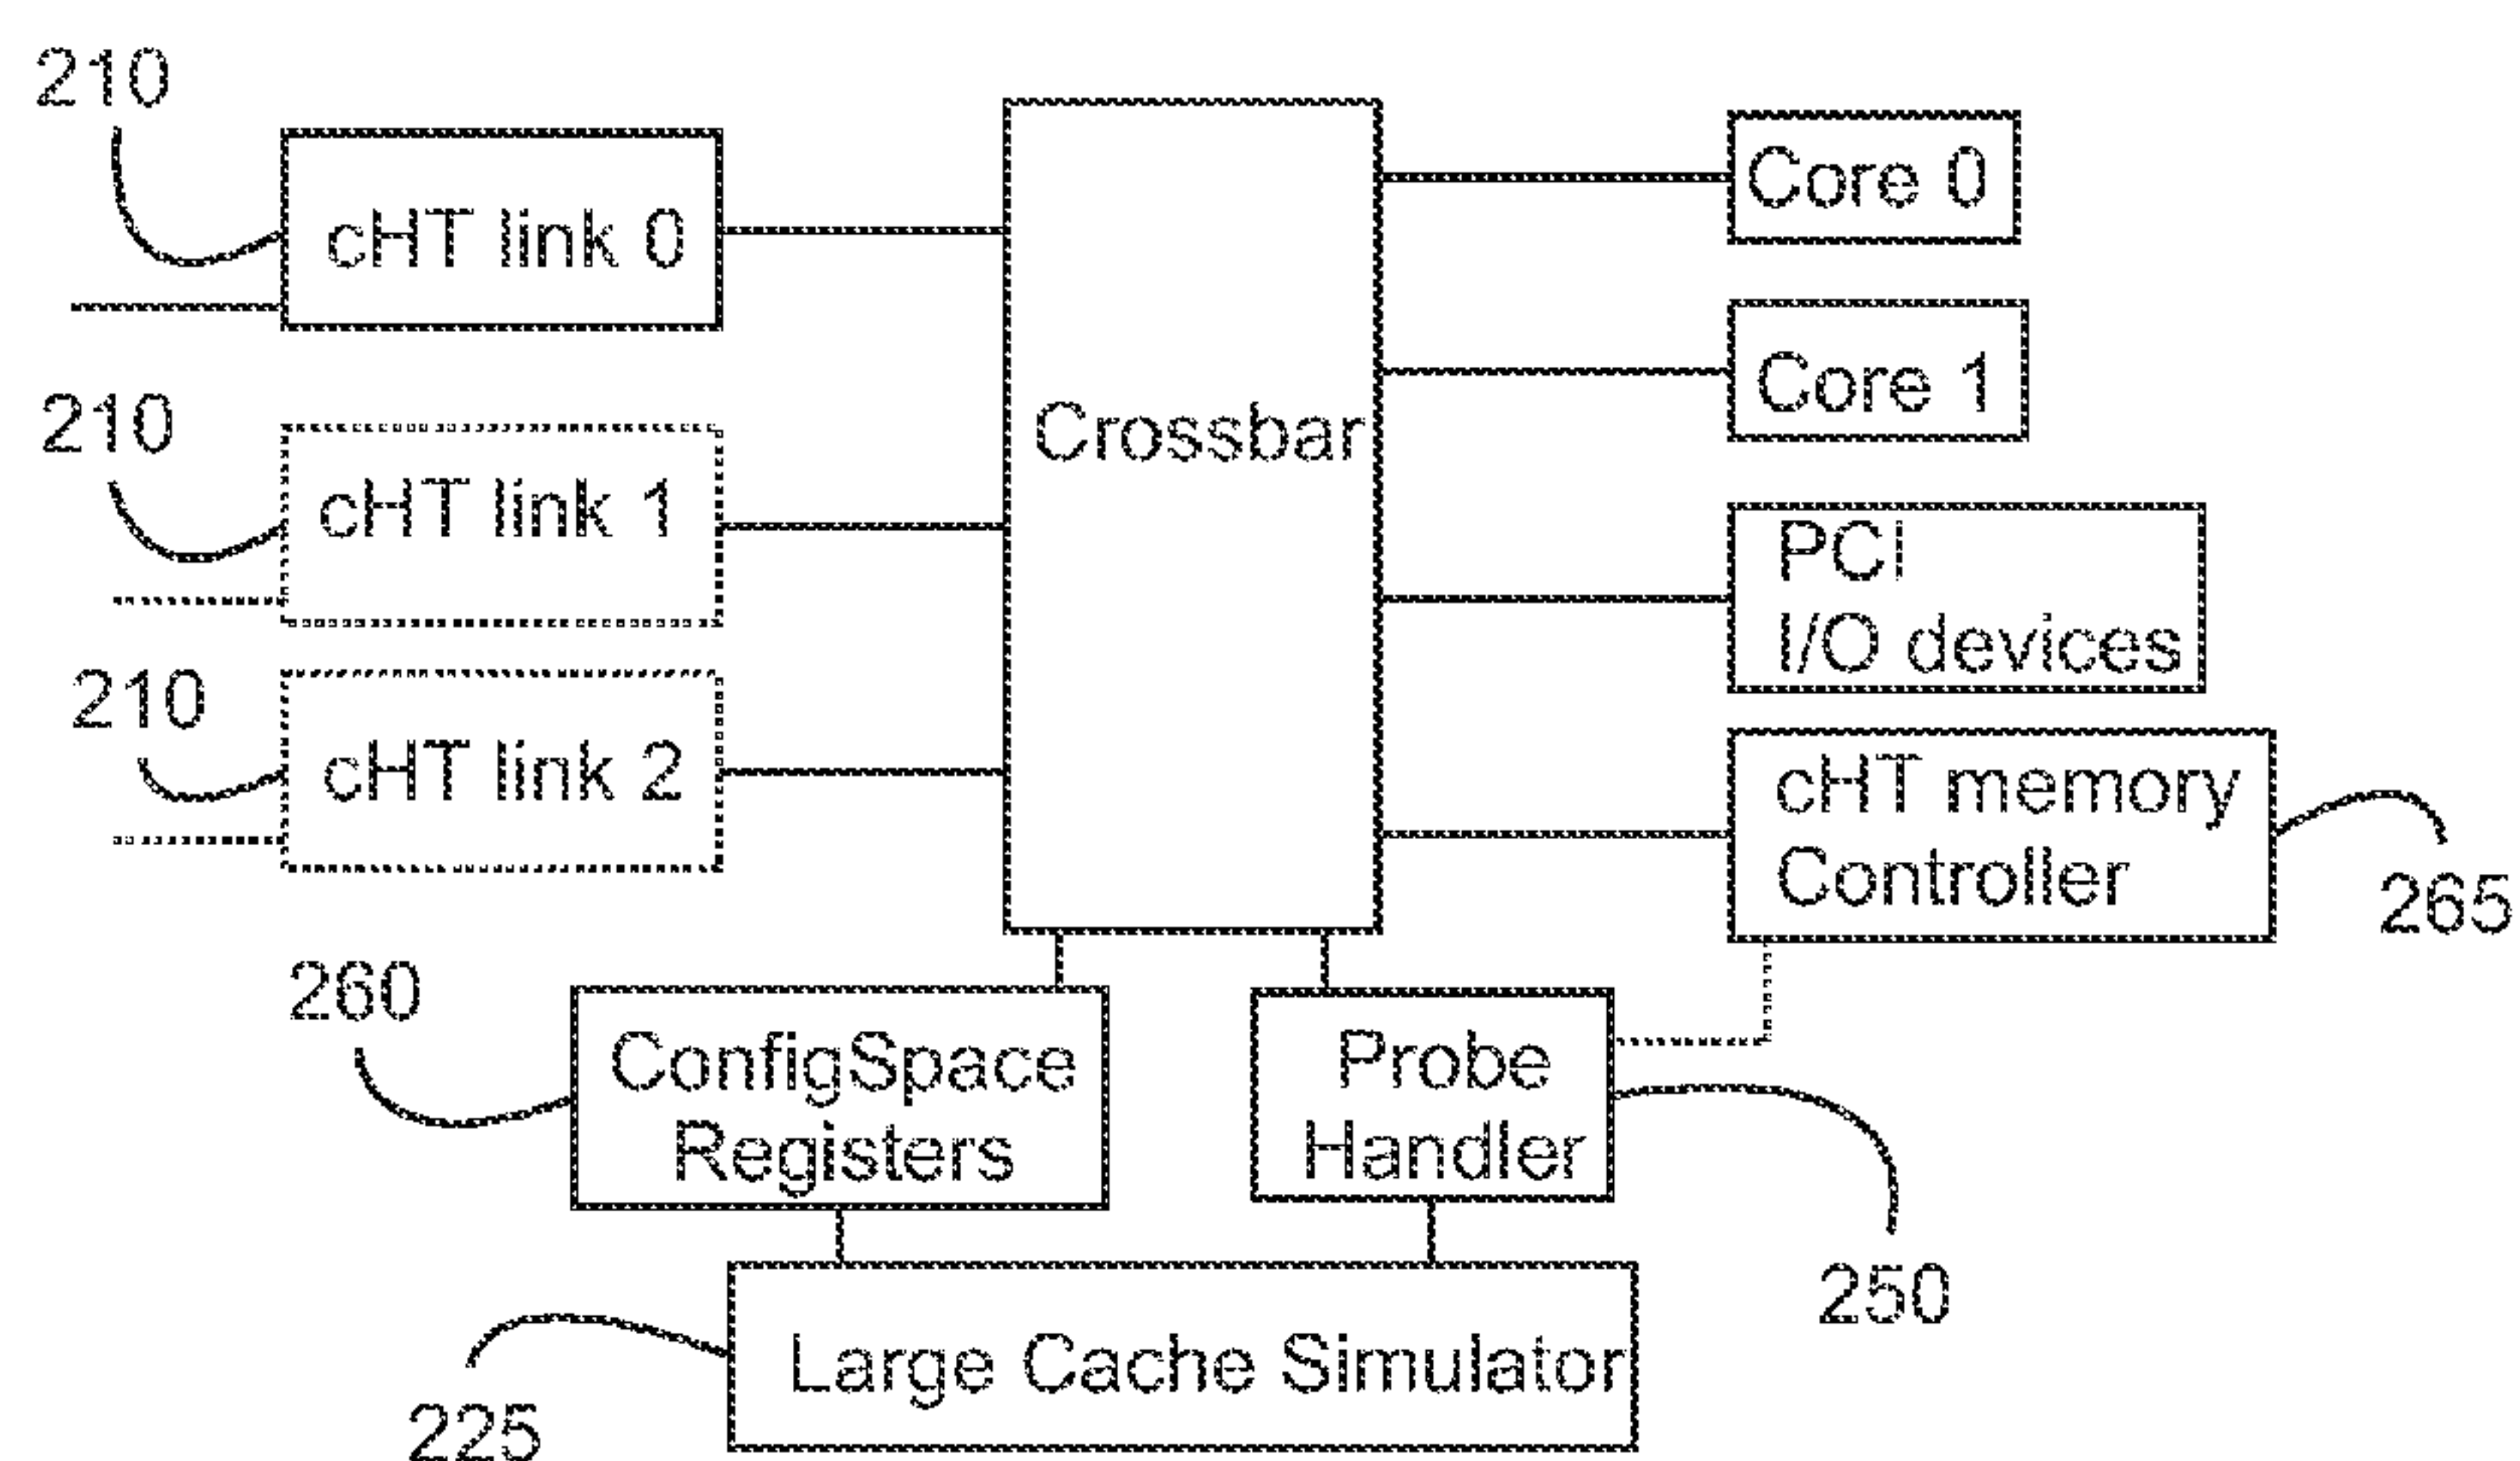 210
cHT link 0
Crossbar
Core 0
Core 1
210
cHT link 1
PCI
I/O devices
210
cHT link 2
cHT memory
Controller
265
260
ConfigSpace
Registers
Probe
Handler
250
Large Cache Simulator
225